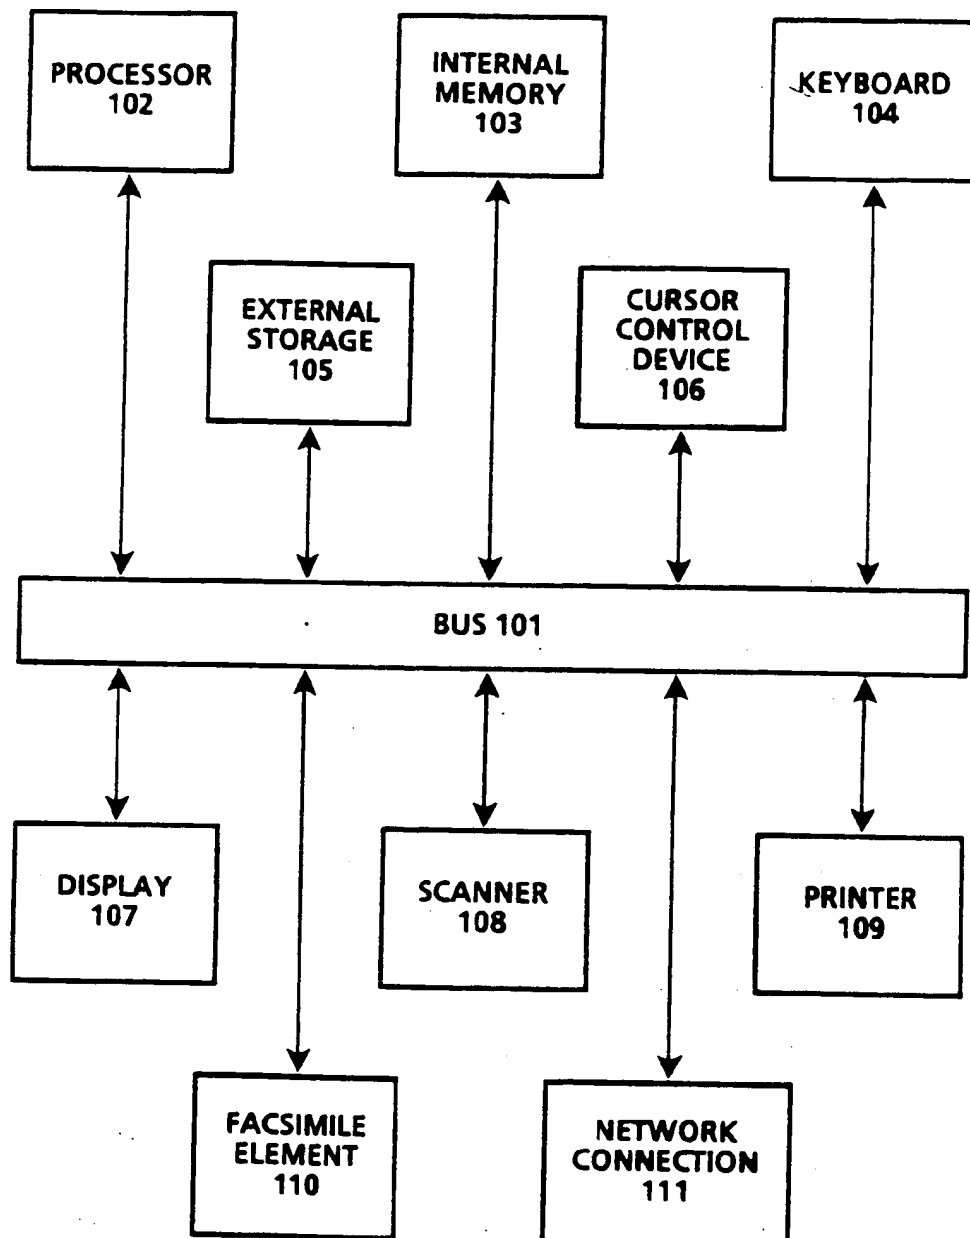 PROCESSOR
102
INTERNAL
MEMORY
103
KEYBOARD
104
EXTERNAL
STORAGE
105
CURSOR
CONTROL
DEVICE
106
BUS 101
DISPLAY
107
SCANNER
108
PRINTER
109
FACSIMILE
ELEMENT
110
NETWORK
CONNECTION
111